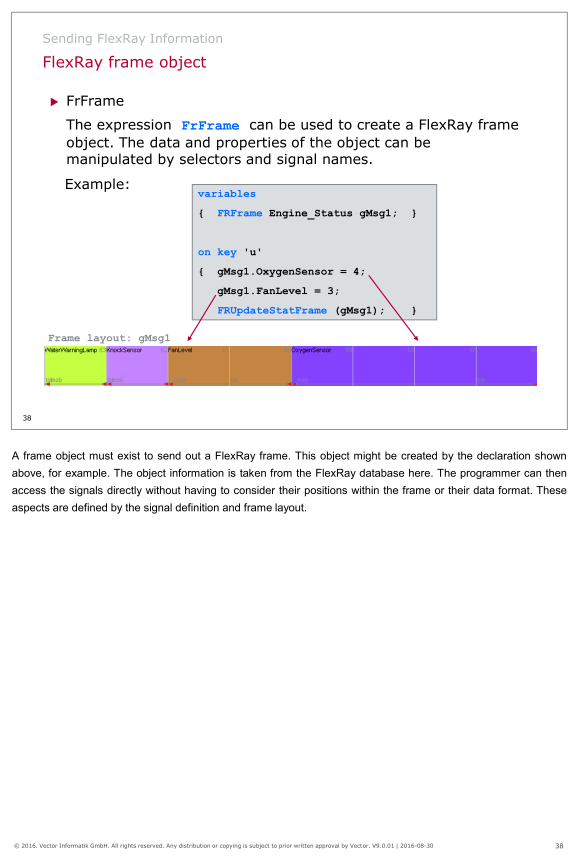 Sending FlexRay Information
FlexRay frame object
FrFrame
The expression FrFrame can be used to create a FlexRay frame
object. The data and properties of the object can be
manipulated by selectors and signal names.
Example:
variables
{ FRFrame Engine_Status gMsg1; }
on key 'u'
{ gMsg1.OxygenSensor = 4;
gMsg1.FanLevel = 3;
FRUpdateStatFrame (gMsg1); }
Frame layout: gMsg1
WaterWarningLamp KnockSensor FanLevel OxygenSensor
38
A frame object must exist to send out a FlexRay frame. This object might be created by the declaration shown
above, for example. The object information is taken from the FlexRay database here. The programmer can then
access the signals directly without having to consider their positions within the frame or their data format. These
aspects are defined by the signal definition and frame layout.
© 2016. Vector Informatik GmbH. All rights reserved. Any distribution or copying is subject to prior written approval by Vector. V9.0.01 | 2016-08-30 38